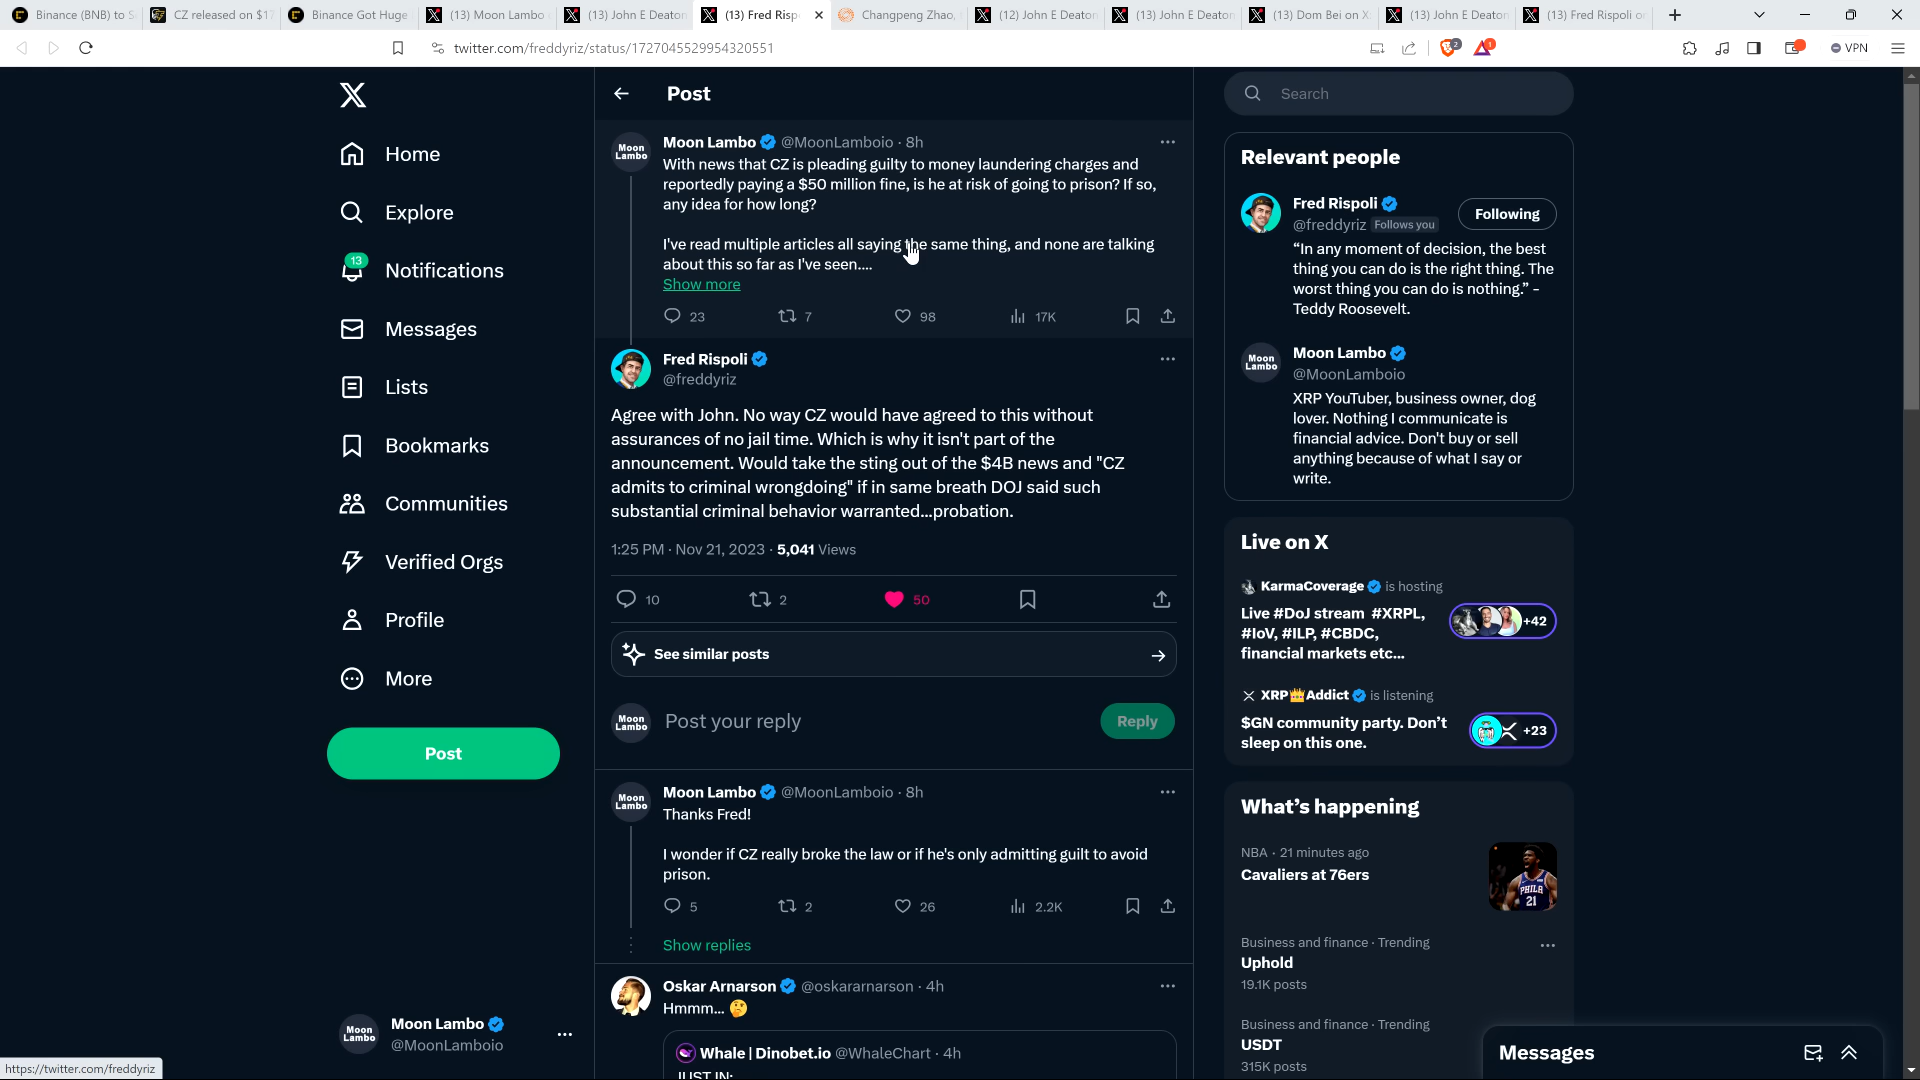 Binance (BNB) to S
CZ released on $17
Binance Got Huge
(13) Moon Lambo
(13) John E Deaton
(13) Fred Risp
Changpeng Zhao,
(12) John E Deaton
(13) John E Deaton
(13) Dom Bei on X
(13) John E Deaton
(13) Fred Rispoli o
twitter.com/freddyriz/status/1727045529954320551
2
1
VPN
Home
Explore
13
Notifications
Messages
Lists
Bookmarks
Communities
Verified Orgs
Profile
More
Post
Moon Lambo
@MoonLamboio
https://twitter.com/freddyriz
Post
Moon Lambo
Moon Lambo @MoonLamboio · 8h
With news that CZ is pleading guilty to money laundering charges and
reportedly paying a $50 million fine, is he at risk of going to prison? If so,
any idea for how long?
I've read multiple articles all saying the same thing, and none are talking
about this so far as I've seen....
Show more
23 7 98 17K
Fred Rispoli
@freddyriz
Agree with John. No way CZ would have agreed to this without
assurances of no jail time. Which is why it isn't part of the
announcement. Would take the sting out of the $4B news and "CZ
admits to criminal wrongdoing" if in same breath DOJ said such
substantial criminal behavior warranted...probation.
1:25 PM · Nov 21, 2023 · 5,041 Views
10 2 50
See similar posts
Moon Lambo
Post your reply
Reply
Moon Lambo
Moon Lambo @MoonLamboio · 8h
Thanks Fred!
I wonder if CZ really broke the law or if he's only admitting guilt to avoid
prison.
5 2 26 2.2K
Show replies
Oskar Arnarson @oskararnarson · 4h
Hmmm... 🤔
Whale | Dinobet.io @WhaleChart · 4h
JUST IN:
Search
Relevant people
Fred Rispoli
@freddyriz Follows you
Following
“In any moment of decision, the best
thing you can do is the right thing. The
worst thing you can do is nothing.” -
Teddy Roosevelt.
Moon Lambo
Moon Lambo
@MoonLamboio
XRP YouTuber, business owner, dog
lover. Nothing I communicate is
financial advice. Don't buy or sell
anything because of what I say or
write.
Live on X
KarmaCoverage is hosting
Live #DoJ stream #XRPL,
#IoV, #ILP, #CBDC,
financial markets etc...
+42
XRP👑Addict is listening
$GN community party. Don’t
sleep on this one.
+23
What’s happening
NBA · 21 minutes ago
Cavaliers at 76ers
PHILA
21
Business and finance · Trending
Uphold
19.1K posts
Business and finance · Trending
USDT
315K posts
Messages
Moon Lambo